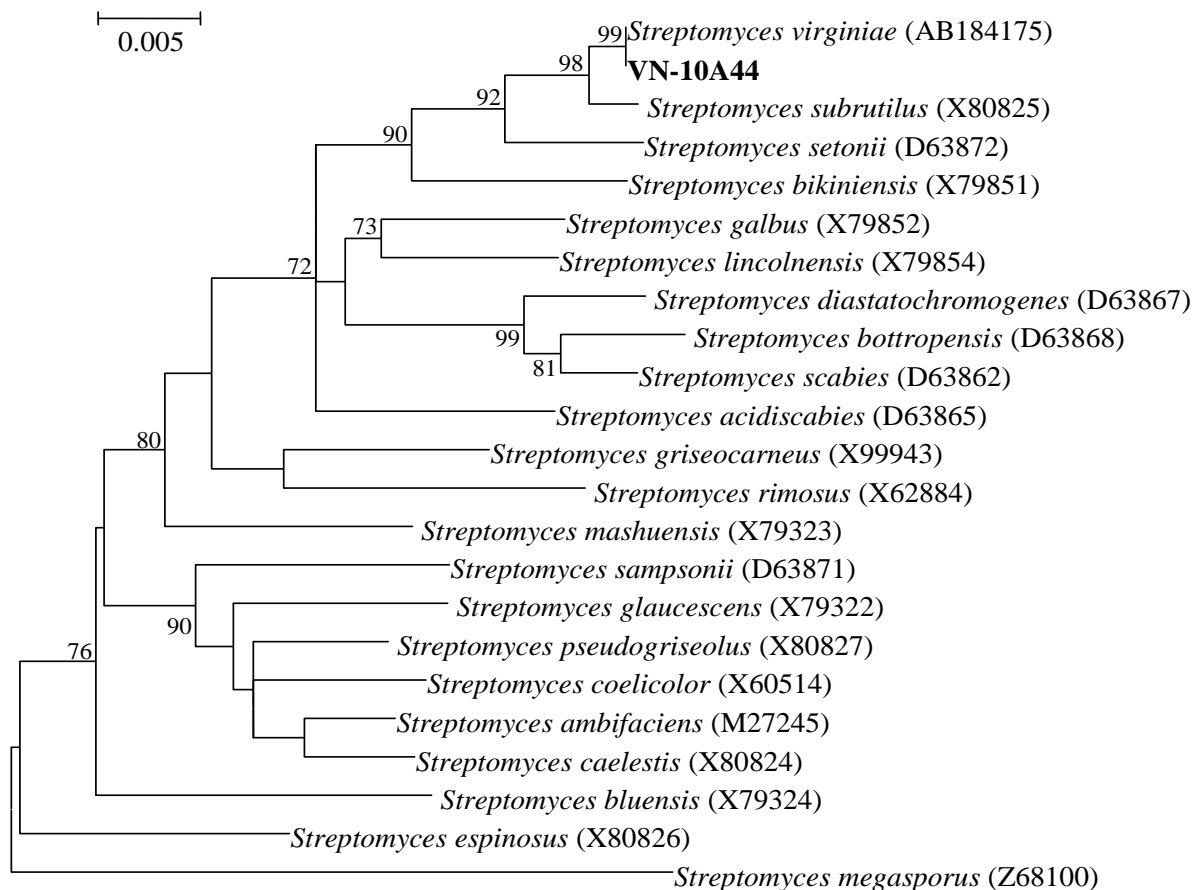 0.005
99 Streptomyces virginiae (AB184175)
VN-10A44
98
Streptomyces subrutilus (X80825)
92
Streptomyces setonii (D63872)
90
Streptomyces bikiniensis (X79851)
73 Streptomyces galbus (X79852)
Streptomyces lincolnensis (X79854)
72
Streptomyces diastatochromogenes (D63867)
99
Streptomyces bottropensis (D63868)
81
Streptomyces scabies (D63862)
Streptomyces acidiscabies (D63865)
80
Streptomyces griseocarneus (X99943)
Streptomyces rimosus (X62884)
Streptomyces mashuensis (X79323)
Streptomyces sampsonii (D63871)
90
Streptomyces glaucescens (X79322)
76
Streptomyces pseudogriseolus (X80827)
Streptomyces coelicolor (X60514)
Streptomyces ambifaciens (M27245)
Streptomyces caelestis (X80824)
Streptomyces bluensis (X79324)
Streptomyces espinosus (X80826)
Streptomyces megasporus (Z68100)